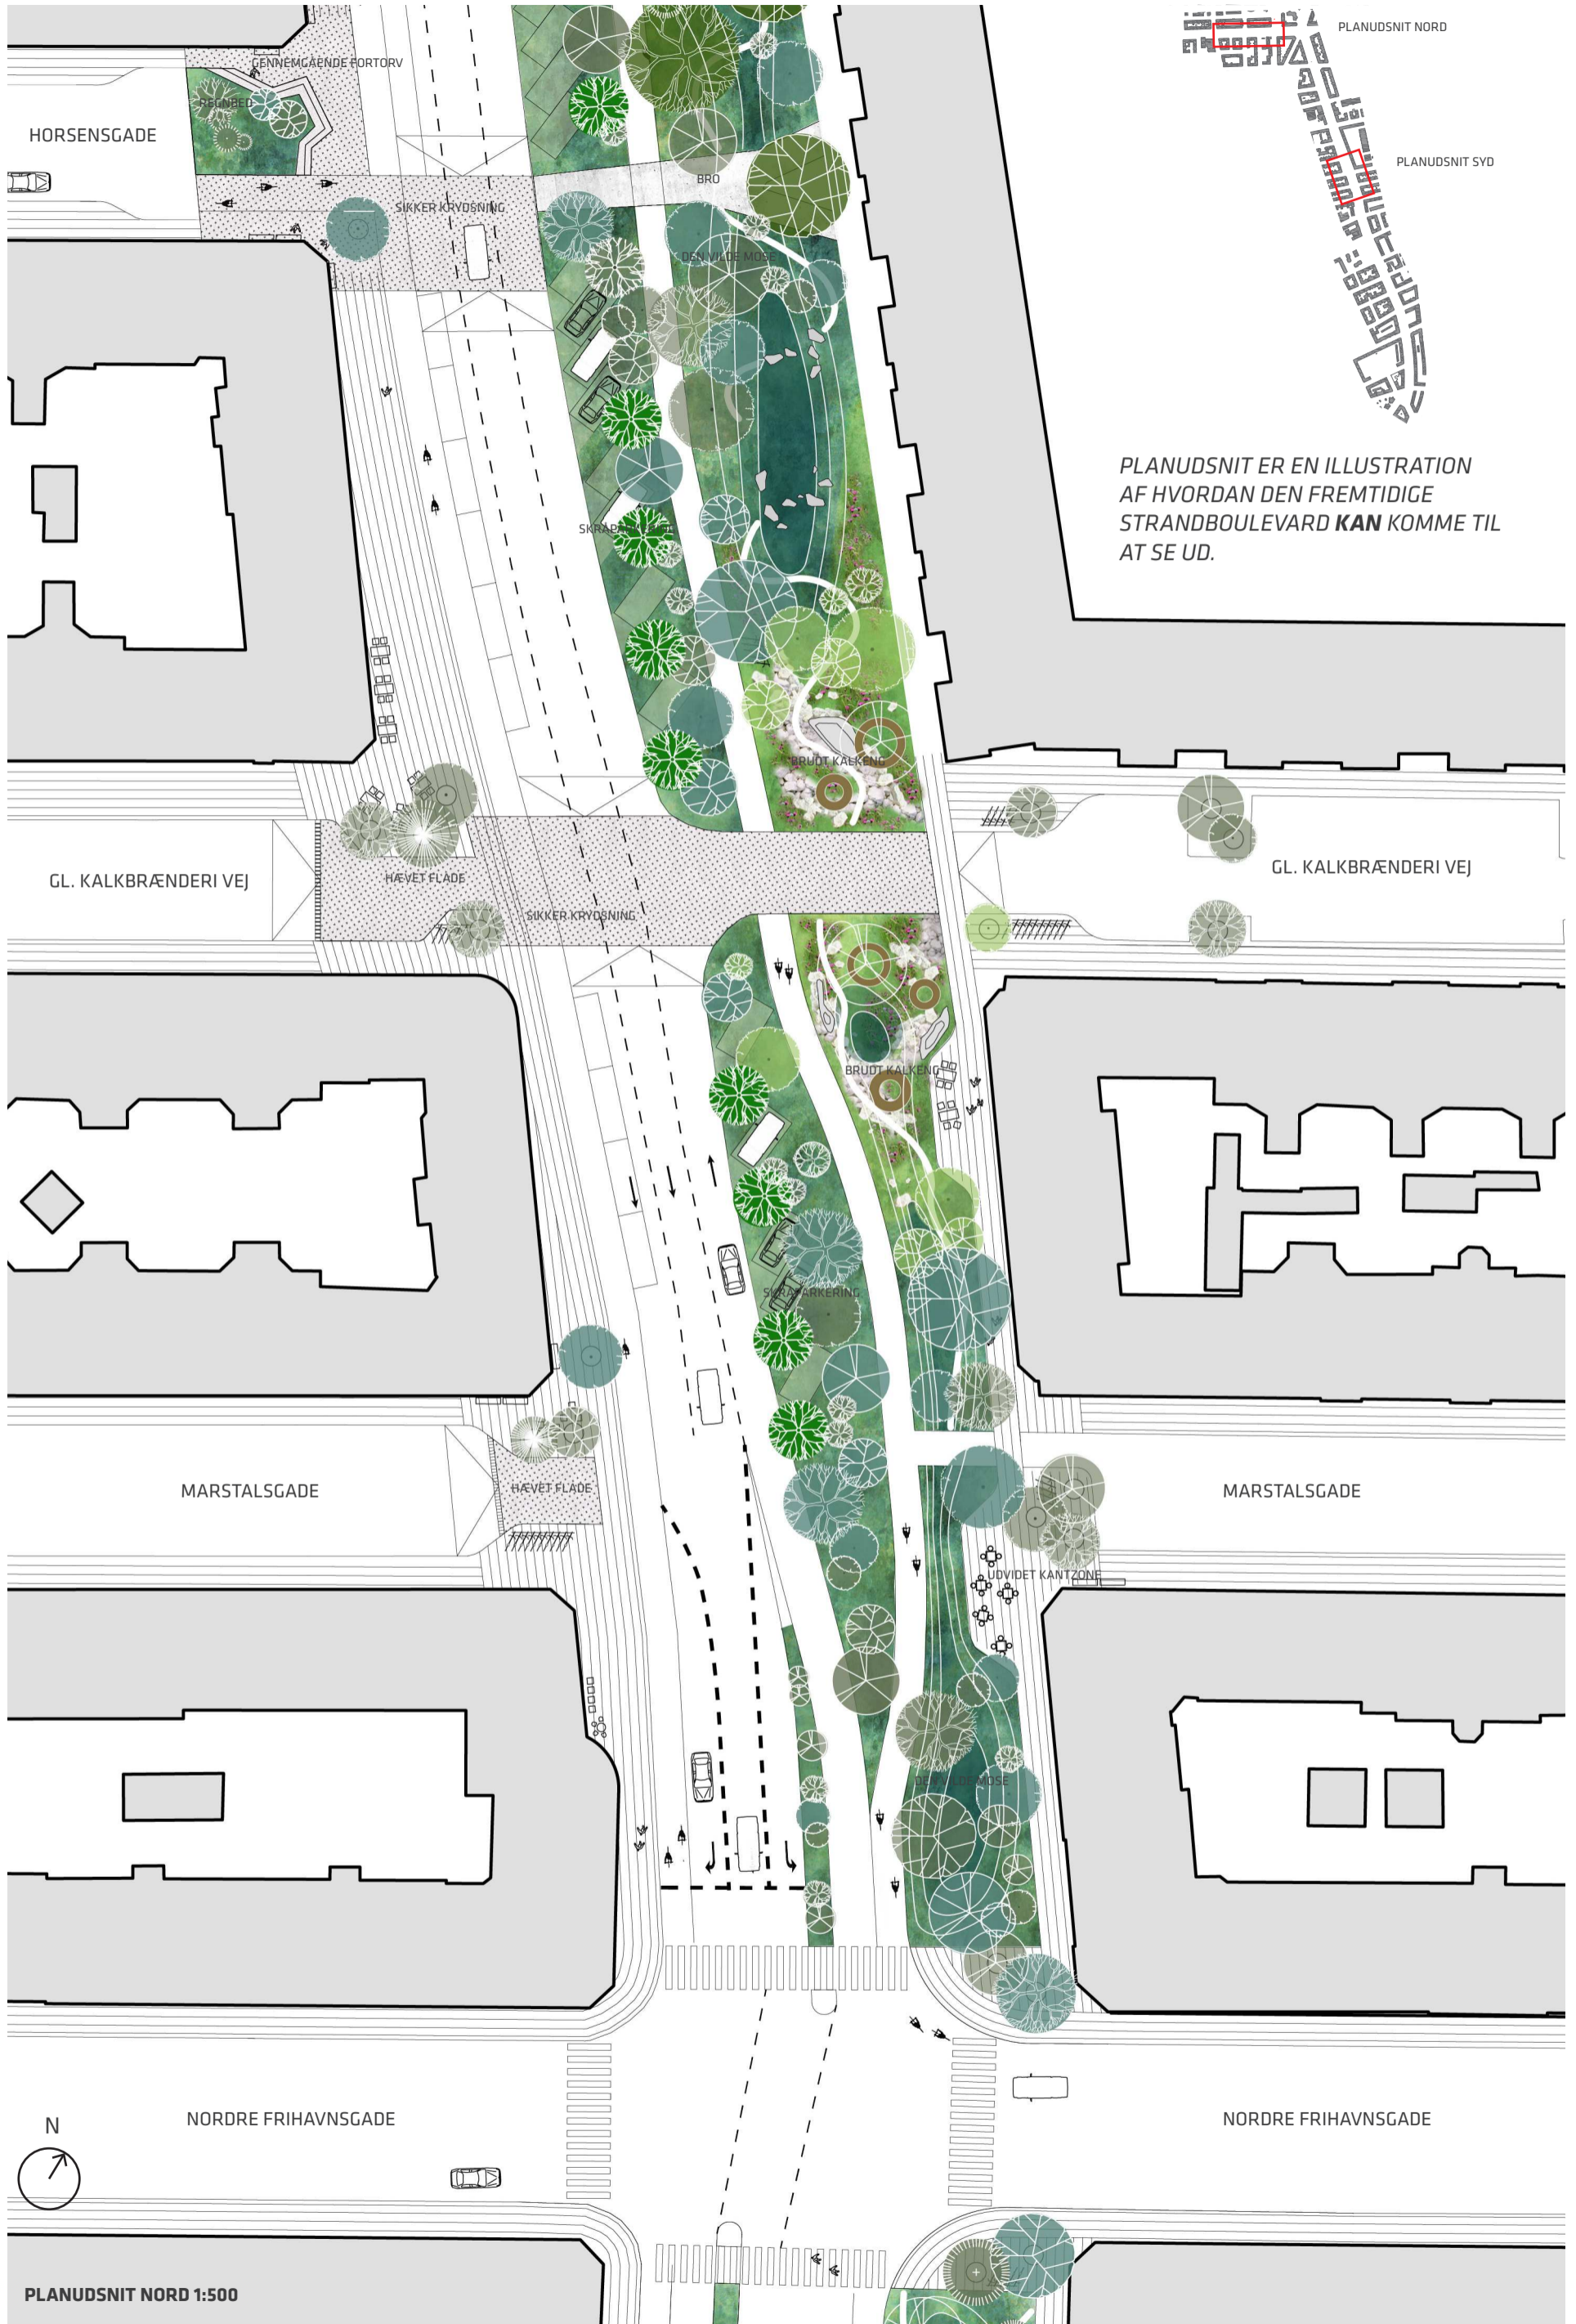 PLANUDSNIT NORD
GENNEMGÅENDE FORTORV
REGNBED
HORSENSGADE
PLANUDSNIT SYD
BRO
SIKKER KRYDSNING
DEN VILDE MOSE
PLANUDSNIT ER EN ILLUSTRATION
AF HVORDAN DEN FREMTIDIGE
STRANDBOULEVARD KAN KOMME TIL
AT SE UD.
SKRÅPARKERING
BRUDT KALKENG
GL. KALKBRÆNDERI VEJ
HÆVET FLADE
GL. KALKBRÆNDERI VEJ
SIKKER KRYDSNING
BRUDT KALKENG
SKRÅPARKERING
MARSTALSGADE
HÆVET FLADE
MARSTALSGADE
UDVIDET KANTZONE
DEN VILDE MOSE
NORDRE FRIHAVNSGADE
NORDRE FRIHAVNSGADE
N
PLANUDSNIT NORD 1:500